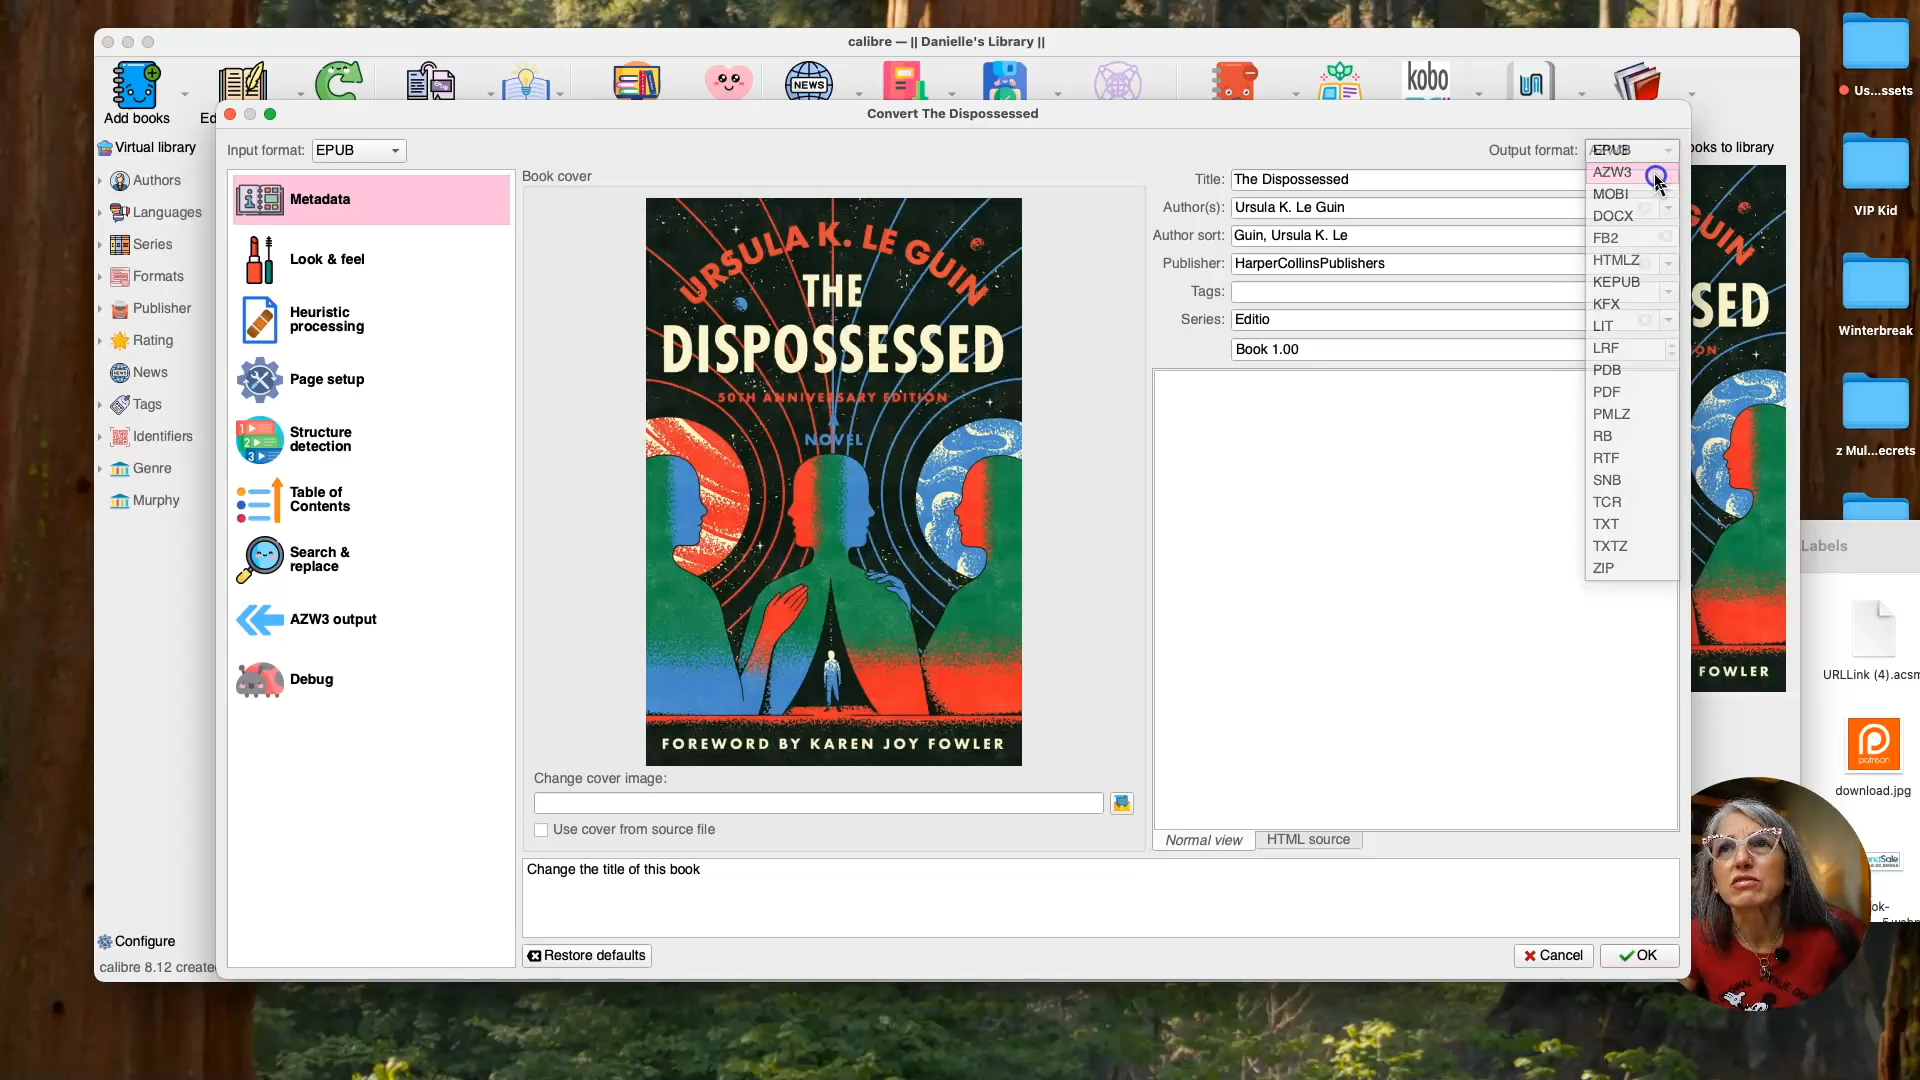 calibre — || Danielle's Library ||
NEWS
kobo
Add books
Ed
Convert The Dispossessed
Virtual library
Authors
Languages
Series
Formats
Publisher
Rating
News
Tags
Identifiers
Genre
Murphy
Configure
calibre 8.12 create
Input format: EPUB
Output format: EPUB
AZW3
MOBI
DOCX
FB2
HTMLZ
KEPUB
KFX
LIT
LRF
PDB
PDF
PMLZ
RB
RTF
SNB
TCR
TXT
TXTZ
ZIP
Metadata
Look & feel
Heuristic
processing
Page setup
Structure
detection
Table of
Contents
Search &
replace
AZW3 output
Debug
Book cover
URSULA K. LE GUIN
THE
DISPOSSESSED
50TH ANNIVERSARY EDITION
A
NOVEL
FOREWORD BY KAREN JOY FOWLER
Change cover image:
Use cover from source file
Title: The Dispossessed
Author(s): Ursula K. Le Guin
Author sort: Guin, Ursula K. Le
Publisher: HarperCollinsPublishers
Tags:
Series: Editio
Book 1.00
Normal view
HTML source
Change the title of this book
Restore defaults
Cancel
OK
ooks to library
GUIN
SED
ON
FOWLER
Us...ssets
VIP Kid
Winterbreak
z Mul...ecrets
Labels
URLLink (4).acsm
patreon
download.jpg
ondSale
ok-